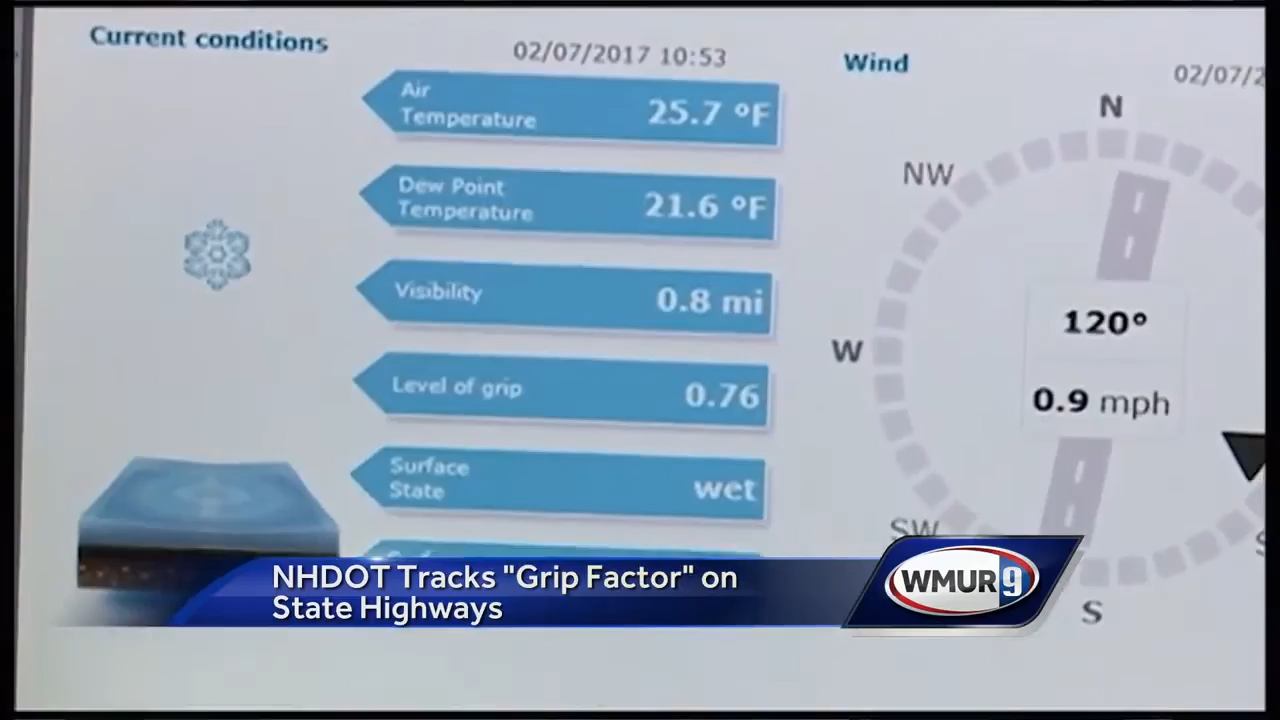 Current conditions
02/07/2017 10:53
Air
Temperature
25.7 °F
Dew Point
Temperature
21.6 °F
Visibility
0.8 mi
Level of grip
0.76
Surface
State
wet
Wind
02/07/2
N
NW
W
120°
0.9 mph
SW
S
NHDOT Tracks "Grip Factor" on
State Highways
WMUR9